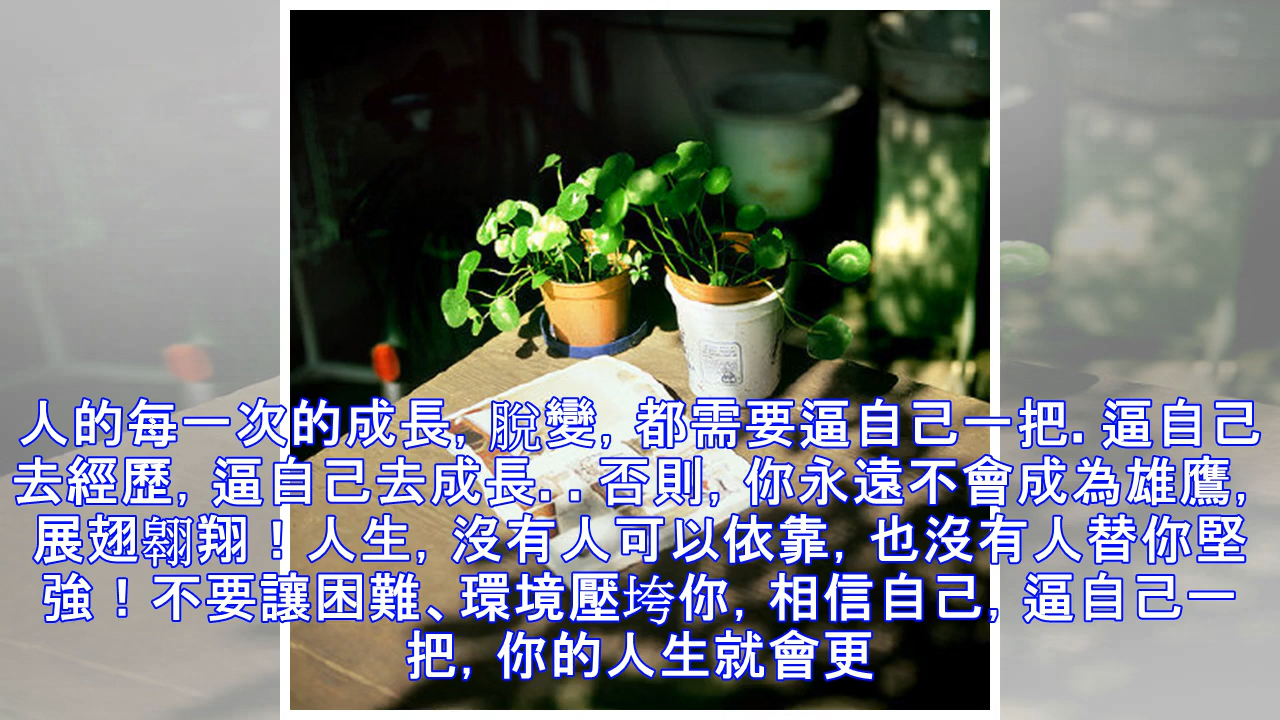 人的每一次的成長, 脫變, 都需要逼自己一把. 逼自己
去經歷, 逼自己去成長. . 否則, 你永遠不會成為雄鷹,
展翅翱翔！人生, 沒有人可以依靠, 也沒有人替你堅
強！不要讓困難、環境壓垮你, 相信自己, 逼自己一
把, 你的人生就會更